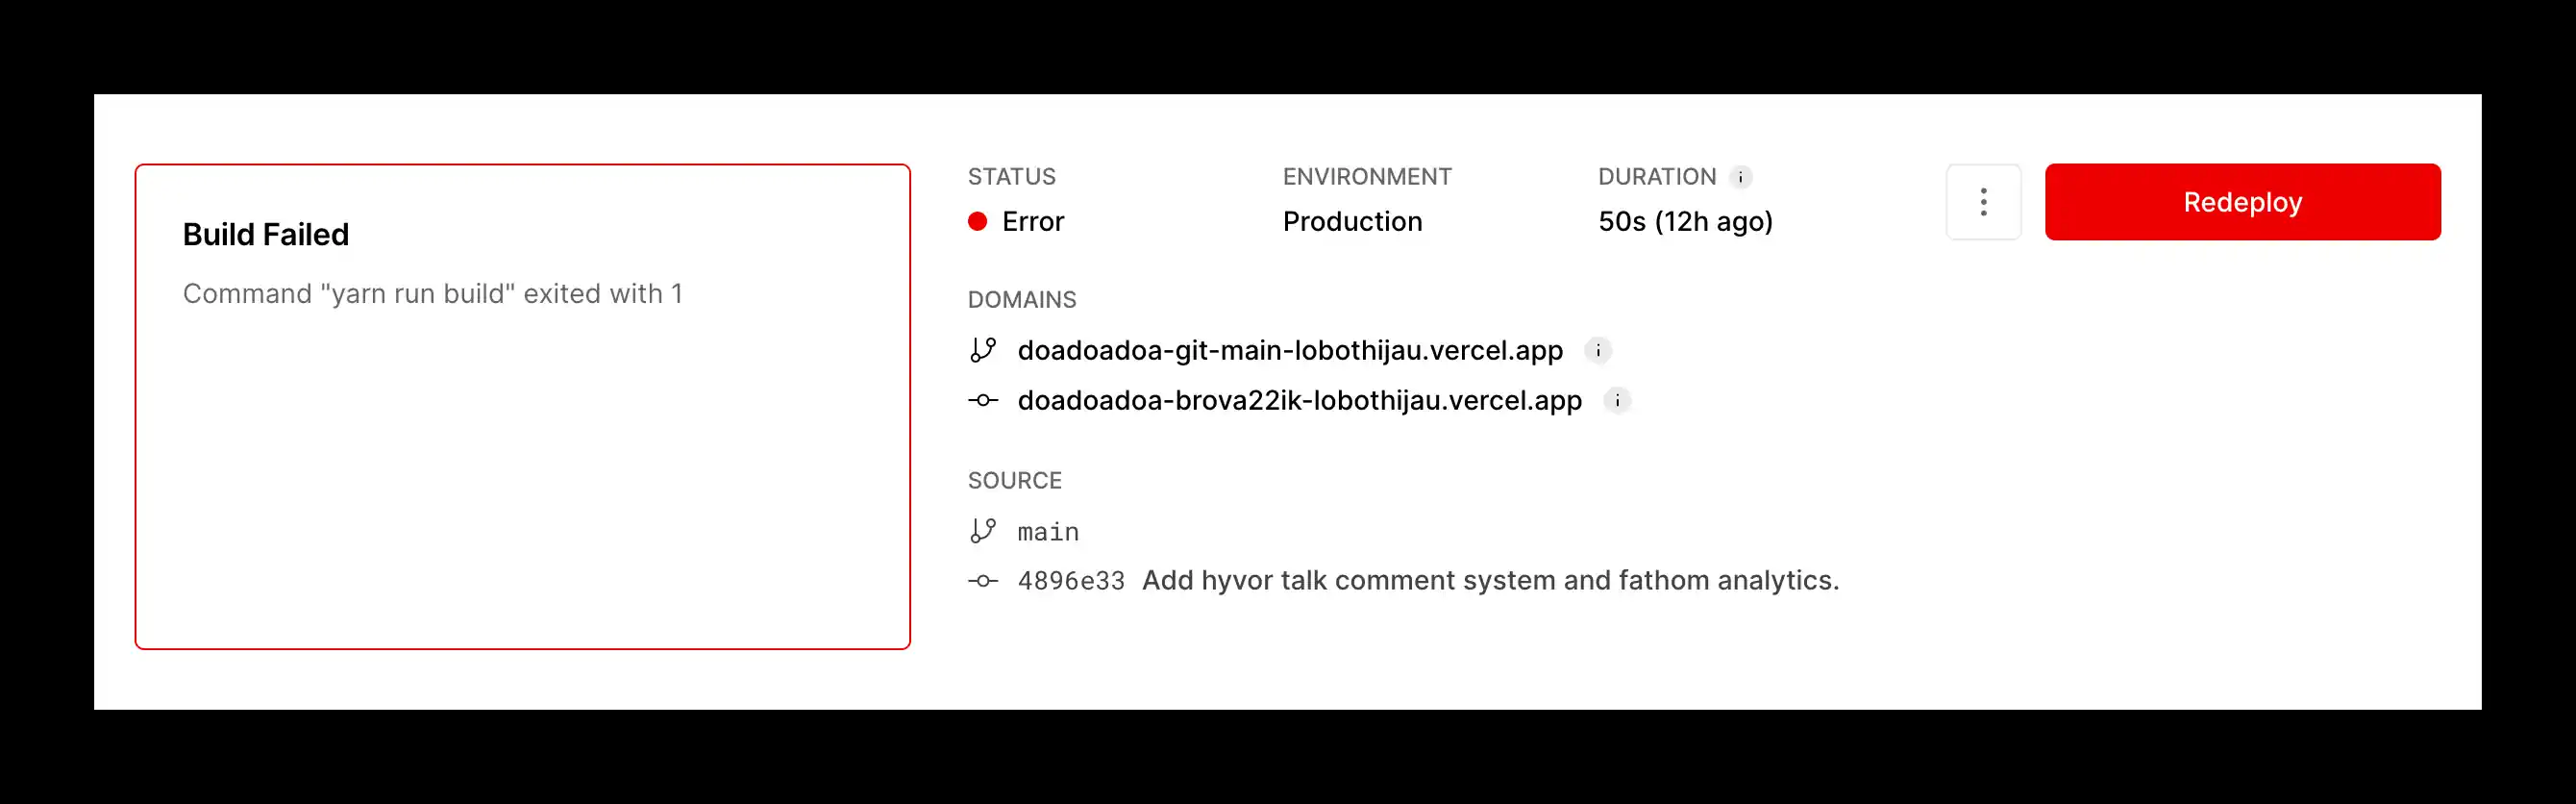 Build Failed
Command "yarn run build" exited with 1
STATUS
Error
ENVIRONMENT
Production
DURATION i
50s (12h ago)
Redeploy
DOMAINS
doadoadoa-git-main-lobothijau.vercel.app i
doadoadoa-brova22ik-lobothijau.vercel.app i
SOURCE
main
4896e33 Add hyvor talk comment system and fathom analytics.